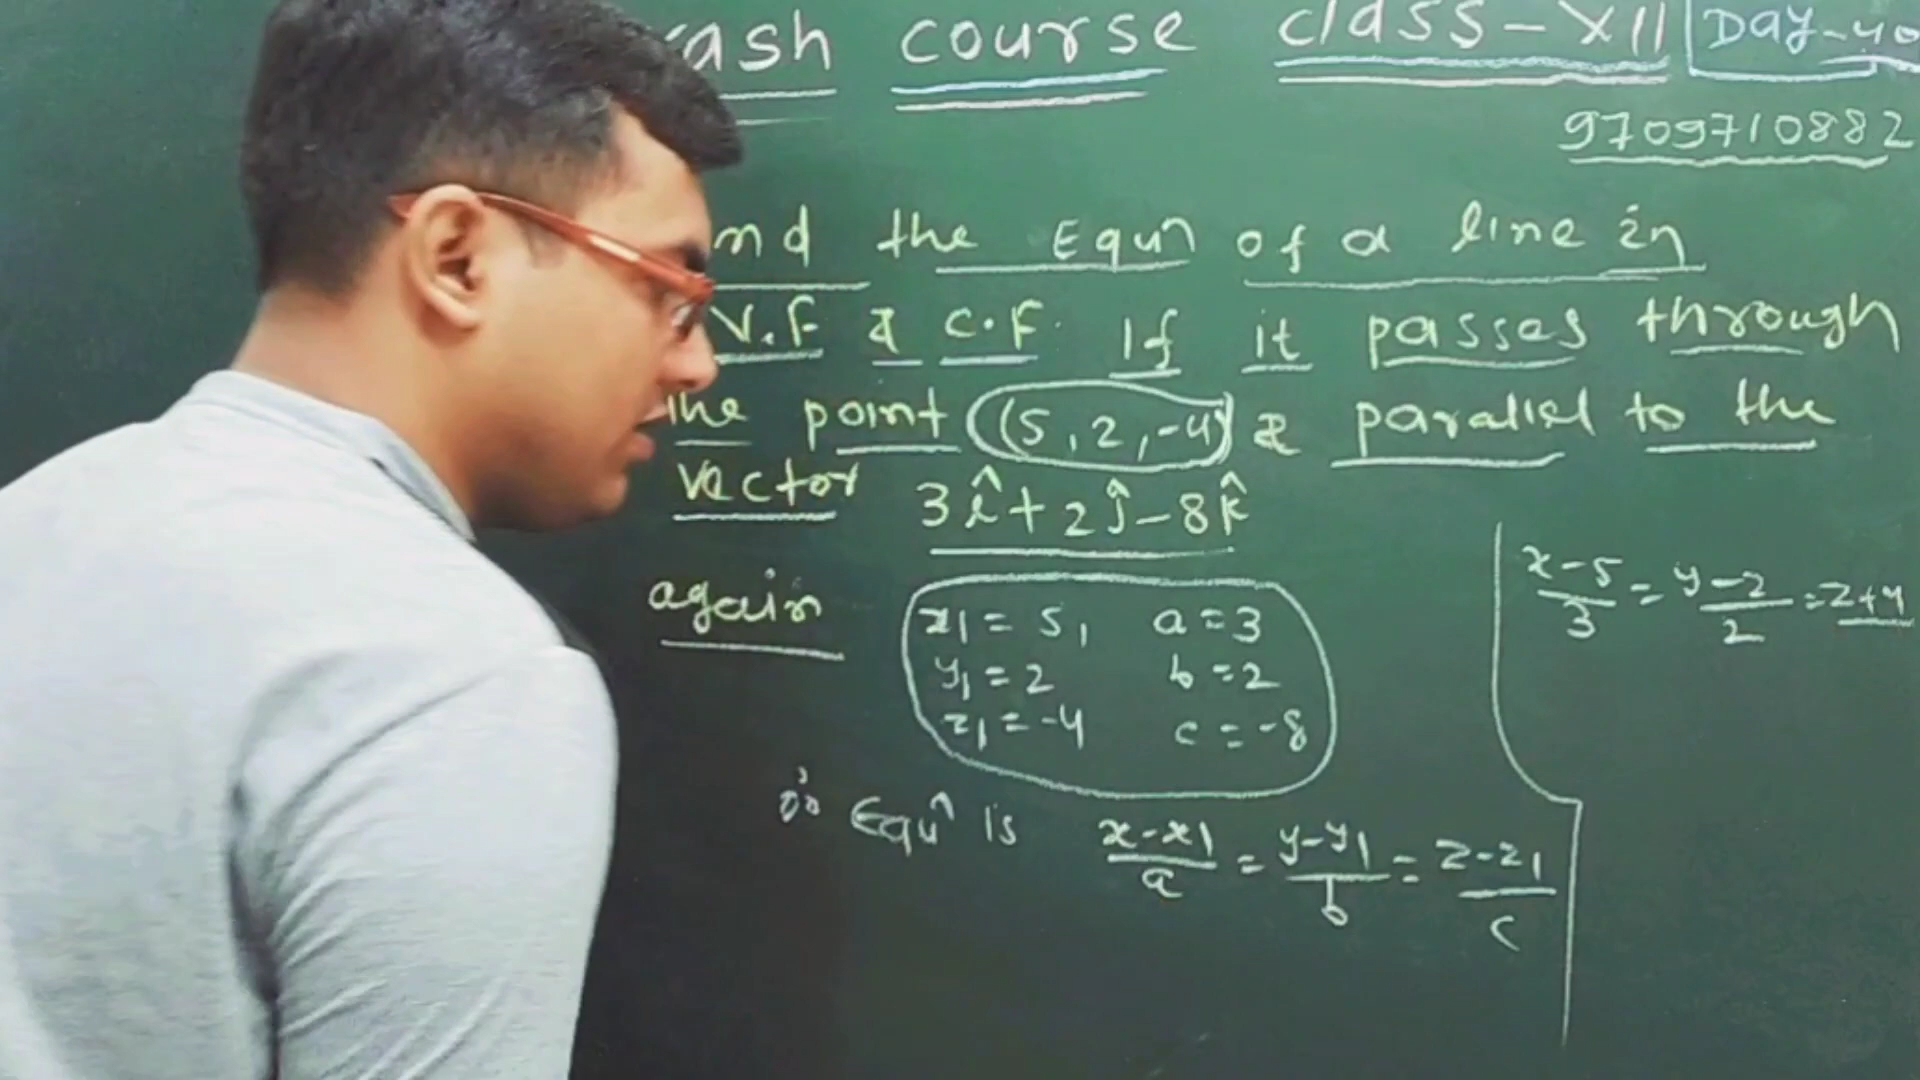 rash course class-XII Day-40
9709710882
nd the Equn of a line in
V.F & C.F. If it passes through
the point (5, 2, -4) & parallel to the
vector 3î+2ĵ-8k̂
again x1 = 5, a = 3
y1 = 2 b = 2
z1 = -4 c = -8
x-5/3 = y-2/2 = z+4
∴ Equn is x-x1/a = y-y1/b = z-z1/c